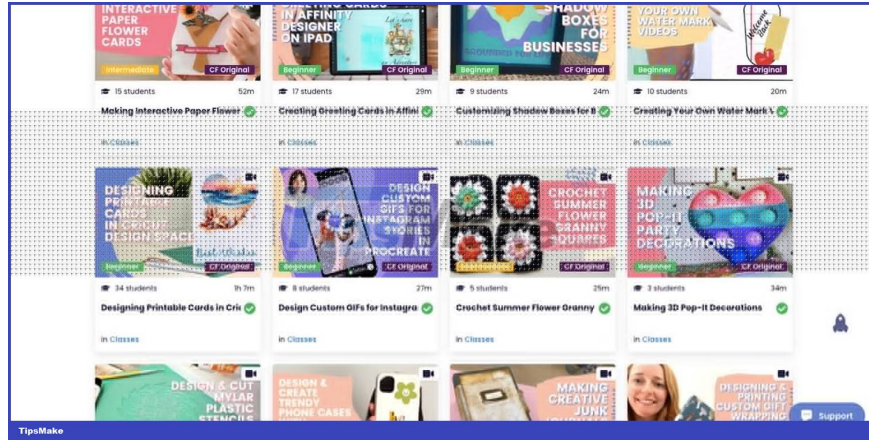 INTERACTIVE
PAPER
FLOWER
CARDS
Intermediate
CF Original
15 students
52m
Making Interactive Paper Flower
in Classes
GREETING CARDS
IN AFFINITY
DESIGNER
ON IPAD
Beginner
CF Original
17 students
29m
Creating Greeting Cards in Affini
in Classes
SHADOW
BOXES
FOR
BUSINESSES
Beginner
CF Original
9 students
24m
Customizing Shadow Boxes for B
in Classes
YOUR OWN
WATER MARK
VIDEOS
Welcome
Back
Beginner
CF Original
10 students
20m
Creating Your Own Water Mark V
in Classes
DESIGNING
PRINTABLE
CARDS
IN CRICUT
DESIGN SPACE
Beginner
CF Original
34 students
1h 7m
Designing Printable Cards in Cric
in Classes
DESIGN
CUSTOM
GIFS FOR
INSTAGRAM
STORIES
IN
PROCREATE
Beginner
CF Original
8 students
27m
Design Custom GIFs for Instagra
in Classes
CROCHET
SUMMER
FLOWER
GRANNY
SQUARES
CF Original
5 students
25m
Crochet Summer Flower Granny
in Classes
MAKING
3D
POP-IT
PARTY
DECORATIONS
Beginner
CF Original
3 students
34m
Making 3D Pop-It Decorations
in Classes
DESIGN & CUT
MYLAR
PLASTIC
STENCILS
DESIGN &
CREATE
TRENDY
PHONE CASES
MAKING
CREATIVE
JUNK
JOURNALS
DESIGNING &
PRINTING
CUSTOM GIFT
WRAPPING
Support
TipsMake